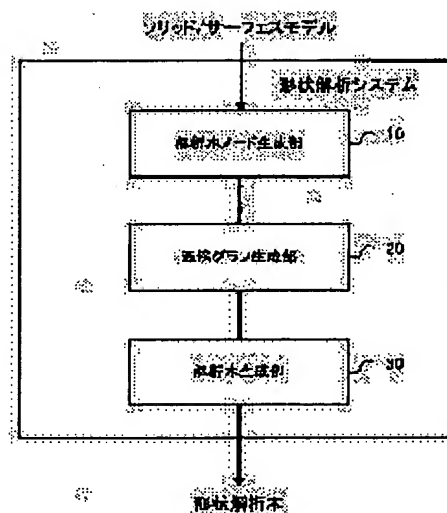 ソリッド/サーフェスモデル
形状解析システム
解析木ノード生成部
10
隣接グラフ生成部
20
解析木生成部
30
形状解析木